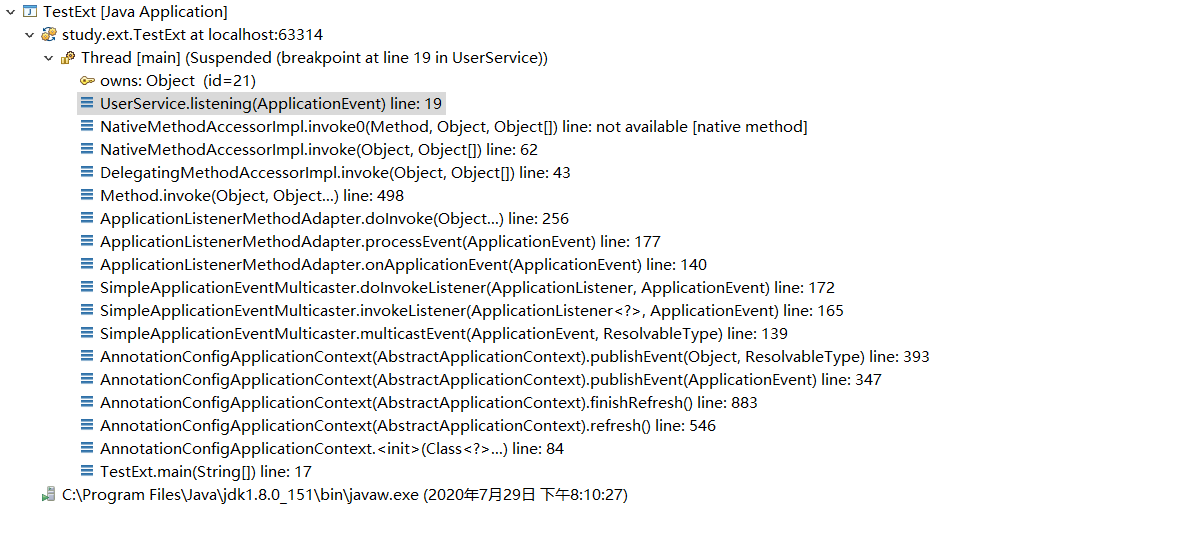 TestExt [Java Application]
study.ext.TestExt at localhost:63314
Thread [main] (Suspended (breakpoint at line 19 in UserService))
owns: Object (id=21)
UserService.listening(ApplicationEvent) line: 19
NativeMethodAccessorImpl.invoke0(Method, Object, Object[]) line: not available [native method]
NativeMethodAccessorImpl.invoke(Object, Object[]) line: 62
DelegatingMethodAccessorImpl.invoke(Object, Object[]) line: 43
Method.invoke(Object, Object...) line: 498
ApplicationListenerMethodAdapter.doInvoke(Object...) line: 256
ApplicationListenerMethodAdapter.processEvent(ApplicationEvent) line: 177
ApplicationListenerMethodAdapter.onApplicationEvent(ApplicationEvent) line: 140
SimpleApplicationEventMulticaster.doInvokeListener(ApplicationListener, ApplicationEvent) line: 172
SimpleApplicationEventMulticaster.invokeListener(ApplicationListener<?>, ApplicationEvent) line: 165
SimpleApplicationEventMulticaster.multicastEvent(ApplicationEvent, ResolvableType) line: 139
AnnotationConfigApplicationContext(AbstractApplicationContext).publishEvent(Object, ResolvableType) line: 393
AnnotationConfigApplicationContext(AbstractApplicationContext).publishEvent(ApplicationEvent) line: 347
AnnotationConfigApplicationContext(AbstractApplicationContext).finishRefresh() line: 883
AnnotationConfigApplicationContext(AbstractApplicationContext).refresh() line: 546
AnnotationConfigApplicationContext.<init>(Class<?>...) line: 84
TestExt.main(String[]) line: 17
C:\Program Files\Java\jdk1.8.0_151\bin\javaw.exe (2020年7月29日 下午8:10:27)